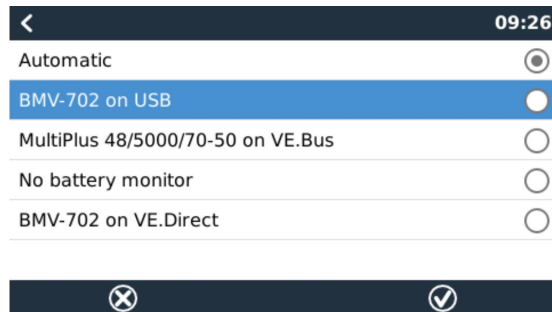 09:26
Automatic
BMV-702 on USB
MultiPlus 48/5000/70-50 on VE.Bus
No battery monitor
BMV-702 on VE.Direct